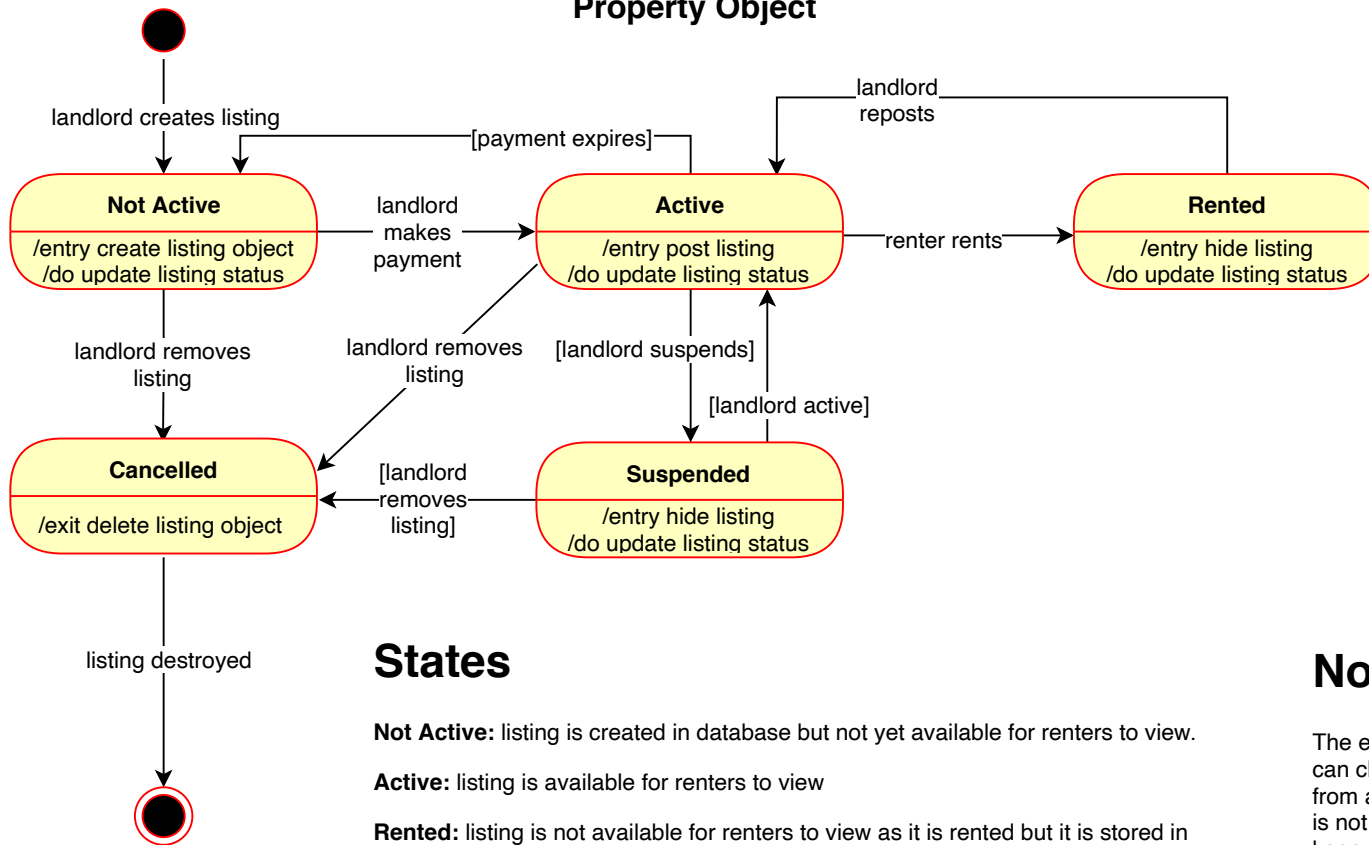 Property Object
landlord creates listing
[payment expires]
landlord
reposts
Not Active
/entry create listing object
/do update listing status
landlord
makes
payment
Active
/entry post listing
/do update listing status
renter rents
Rented
/entry hide listing
/do update listing status
landlord removes
listing
landlord removes
listing
[landlord suspends]
[landlord active]
Cancelled
/exit delete listing object
[landlord
removes
listing]
Suspended
/entry hide listing
/do update listing status
listing destroyed
States
Not Active: listing is created in database but not yet available for renters to view.
Active: listing is available for renters to view
Rented: listing is not available for renters to view as it is rented but it is stored in
No
The
can
from
is not